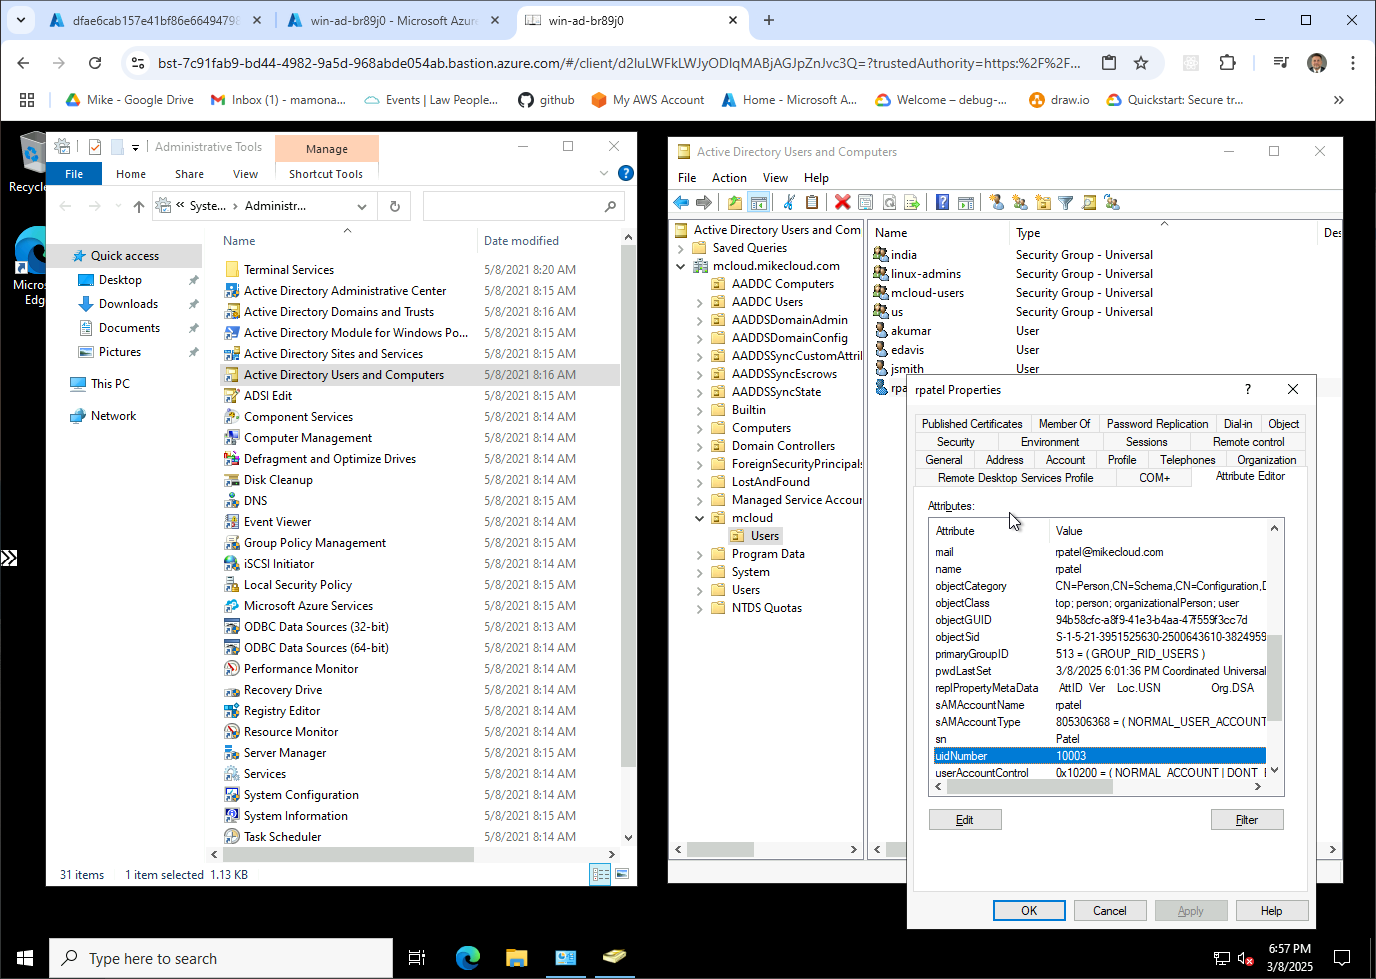 dfae6cab157e41bf86e66494798
win-ad-br89j0 - Microsoft Azure
win-ad-br89j0
bst-7c91fab9-bd44-4982-9a5d-968abde054ab.bastion.azure.com/#/client/d2luLWFkLWJyODlqMABjAGJpZnJvc3Q=?trustedAuthority=https:%2F%2F...
Mike - Google Drive
Inbox (1) - mamona...
Events | Law People...
github
My AWS Account
Home - Microsoft A...
Welcome – debug-...
draw.io
Quickstart: Secure tr...
Recycle
Micros
Edg
Administrative Tools
Manage
File
Home
Share
View
Shortcut Tools
« Syste... › Administr...
Quick access
Desktop
Downloads
Documents
Pictures
This PC
Network
Name Date modified
Terminal Services 5/8/2021 8:20 AM
Active Directory Administrative Center 5/8/2021 8:15 AM
Active Directory Domains and Trusts 5/8/2021 8:16 AM
Active Directory Module for Windows Po... 5/8/2021 8:15 AM
Active Directory Sites and Services 5/8/2021 8:15 AM
Active Directory Users and Computers 5/8/2021 8:16 AM
ADSI Edit 5/8/2021 8:15 AM
Component Services 5/8/2021 8:14 AM
Computer Management 5/8/2021 8:14 AM
Defragment and Optimize Drives 5/8/2021 8:14 AM
Disk Cleanup 5/8/2021 8:14 AM
DNS 5/8/2021 8:15 AM
Event Viewer 5/8/2021 8:14 AM
Group Policy Management 5/8/2021 8:15 AM
iSCSI Initiator 5/8/2021 8:14 AM
Local Security Policy 5/8/2021 8:15 AM
Microsoft Azure Services 5/8/2021 8:15 AM
ODBC Data Sources (32-bit) 5/8/2021 8:13 AM
ODBC Data Sources (64-bit) 5/8/2021 8:14 AM
Performance Monitor 5/8/2021 8:14 AM
Recovery Drive 5/8/2021 8:14 AM
Registry Editor 5/8/2021 8:14 AM
Resource Monitor 5/8/2021 8:14 AM
Server Manager 5/8/2021 8:15 AM
Services 5/8/2021 8:14 AM
System Configuration 5/8/2021 8:14 AM
System Information 5/8/2021 8:15 AM
Task Scheduler 5/8/2021 8:14 AM
31 items 1 item selected 1.13 KB
Active Directory Users and Computers
File Action View Help
Active Directory Users and Com
Saved Queries
mcloud.mikecloud.com
AADDC Computers
AADDC Users
AADDSDomainAdmin
AADDSDomainConfig
AADDSSyncCustomAttril
AADDSSyncEscrows
AADDSSyncState
Builtin
Computers
Domain Controllers
ForeignSecurityPrincipals
LostAndFound
Managed Service Accour
mcloud
Users
Program Data
System
Users
NTDS Quotas
Name Type Des
india Security Group - Universal
linux-admins Security Group - Universal
mcloud-users Security Group - Universal
us Security Group - Universal
akumar User
edavis User
jsmith User
rpa
rpatel Properties
Published Certificates Member Of Password Replication Dial-in Object
Security Environment Sessions Remote control
General Address Account Profile Telephones Organization
Remote Desktop Services Profile COM+ Attribute Editor
Attributes:
Attribute Value
mail rpatel@mikecloud.com
name rpatel
objectCategory CN=Person,CN=Schema,CN=Configuration,D
objectClass top; person; organizationalPerson; user
objectGUID 94b58cfc-a8f9-41e3-b4aa-47f559f3cc7d
objectSid S-1-5-21-3951525630-2500643610-3824959
primaryGroupID 513 = ( GROUP_RID_USERS )
pwdLastSet 3/8/2025 6:01:36 PM Coordinated Universal
replPropertyMetaData AttID Ver Loc.USN Org.DSA
sAMAccountName rpatel
sAMAccountType 805306368 = ( NORMAL_USER_ACCOUNT
sn Patel
uidNumber 10003
userAccountControl 0x10200 = ( NORMAL_ACCOUNT | DONT_
Edit Filter
OK Cancel Apply Help
Type here to search
6:57 PM
3/8/2025